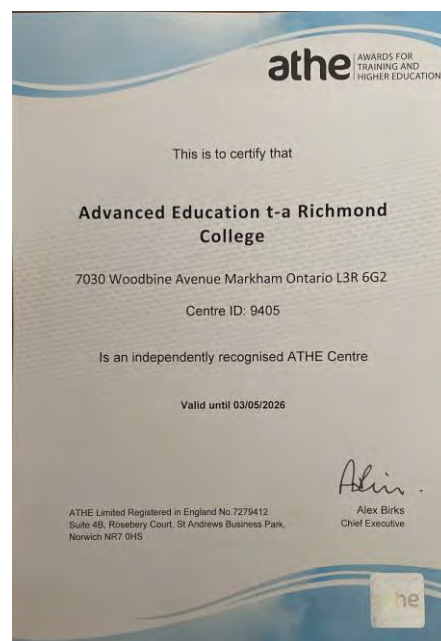 athe
AWARDS FOR
TRAINING AND
HIGHER EDUCATION
This is to certify that
Advanced Education t-a Richmond
College
7030 Woodbine Avenue Markham Ontario L3R 6G2
Centre ID: 9405
Is an independently recognised ATHE Centre
Valid until 03/05/2026
Alex Birks
Chief Executive
ATHE Limited Registered in England No.7279412
Suite 4B, Rosebery Court, St Andrews Business Park,
Norwich NR7 0HS